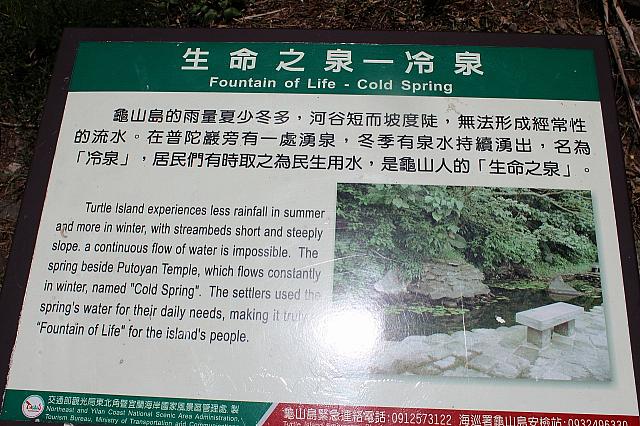 生命之泉－冷泉
Fountain of Life - Cold Spring
龜山島的雨量夏少冬多，河谷短而坡度陡，無法形成經常性
的流水。在普陀巖旁有一處湧泉，冬季有泉水持續湧出，名為
「冷泉」，居民們有時取之為民生用水，是龜山人的「生命之泉」。
Turtle Island experiences less rainfall in summer
and more in winter, with streambeds short and steeply
slope. a continuous flow of water is impossible. The
spring beside Putoyan Temple, which flows constantly
in winter, named "Cold Spring". The settlers used the
spring's water for their daily needs, making it truly
"Fountain of Life" for the island's people.
交通部觀光局東北角暨宜蘭海岸國家風景區管理處 製
Northeast and Yilan Coast National Scenic Area Administration,
Tourism Bureau, Ministry of Transportation and
龜山島緊急連絡電話:0912573122 海巡署龜山島安檢站:0932406330
Turtle Island